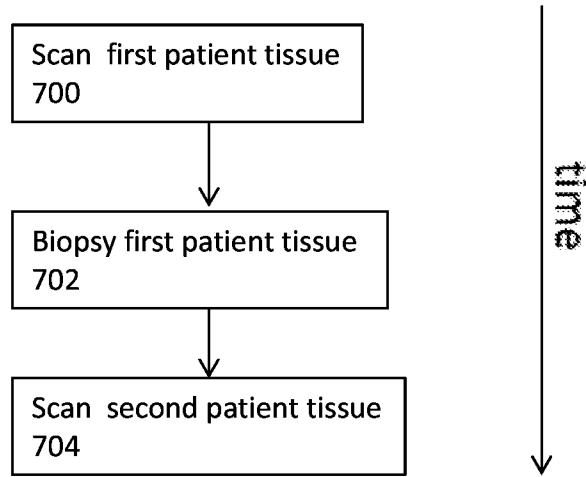 Scan first patient tissue
700
Biopsy first patient tissue
702
Scan second patient tissue
704
time